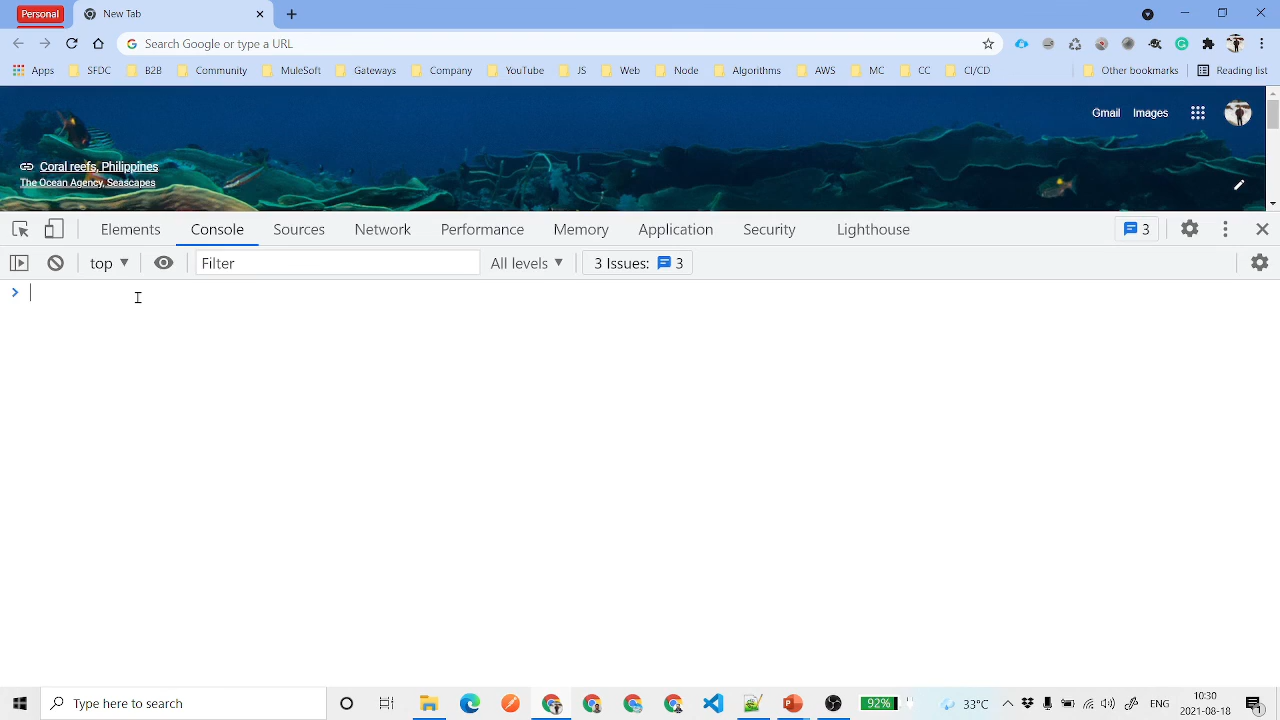 Personal
New Tab
Search Google or type a URL
Apps SFDC B2B Community MuleSoft Gateways Company YouTube JS Web Node Algorithms AWS MC CC CI/CD Other bookmarks Reading list
Gmail Images
Coral reefs, Philippines
The Ocean Agency, Seascapes
Elements Console Sources Network Performance Memory Application Security Lighthouse 3
top Filter All levels 3 Issues: 3
Type here to search 92% 33°C ENG 10:30
2021-08-18 1